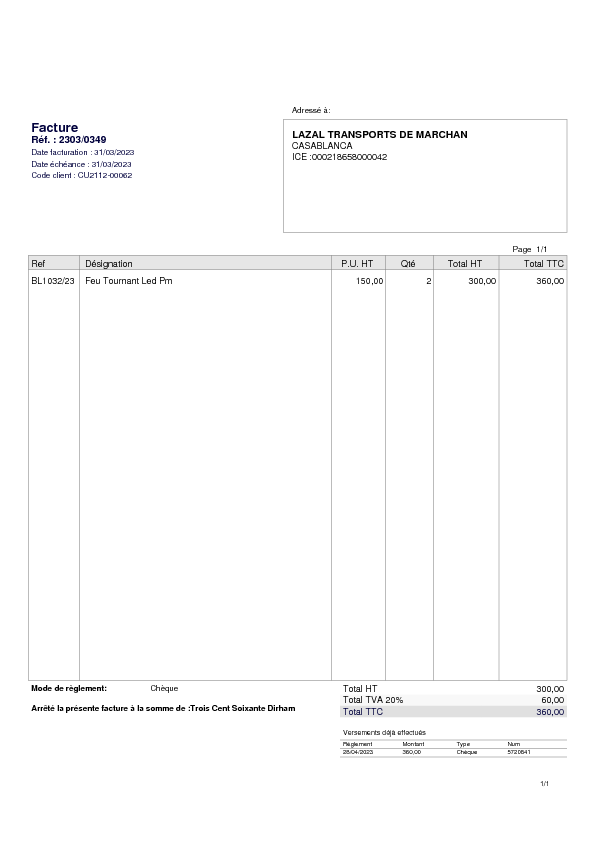 Adressé à:
Facture
Réf. : 2303/0349
Date facturation : 31/03/2023
Date échéance : 31/03/2023
Code client : CU2112-00062
LAZAL TRANSPORTS DE MARCHAN
CASABLANCA
ICE :000218658000042
Page 1/1
Ref Désignation P.U. HT Qté Total HT Total TTC
BL1032/23 Feu Tournant Led Pm 150,00 2 300,00 360,00
Mode de règlement: Chèque
Arrêté la présente facture à la somme de :Trois Cent Soixante Dirham
Total HT 300,00
Total TVA 20% 60,00
Total TTC 360,00
Versements déjà effectués
Règlement Montant Type Num
28/04/2023 360,00 Chèque 5720841
1/1